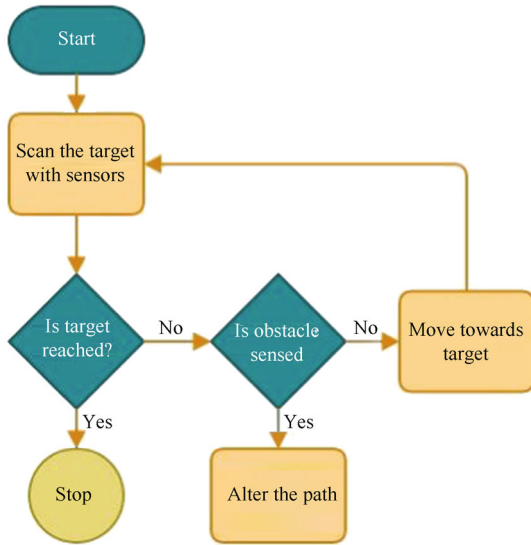 Start
Scan the target
with sensors
Is target
reached?
No
Is obstacle
sensed
No
Move towards
target
Yes
Yes
Stop
Alter the path